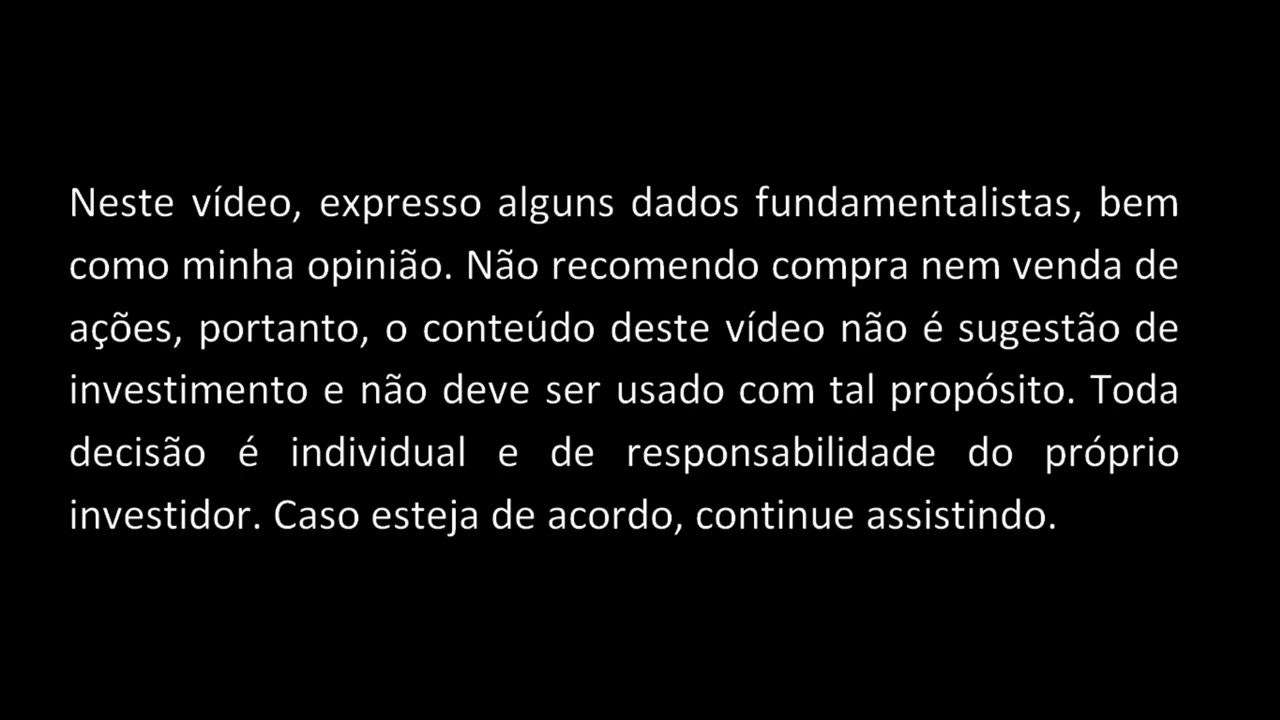 Neste vídeo, expresso alguns dados fundamentalistas, bem
como minha opinião. Não recomendo compra nem venda de
ações, portanto, o conteúdo deste vídeo não é sugestão de
investimento e não deve ser usado com tal propósito. Toda
decisão é individual e de responsabilidade do próprio
investidor. Caso esteja de acordo, continue assistindo.